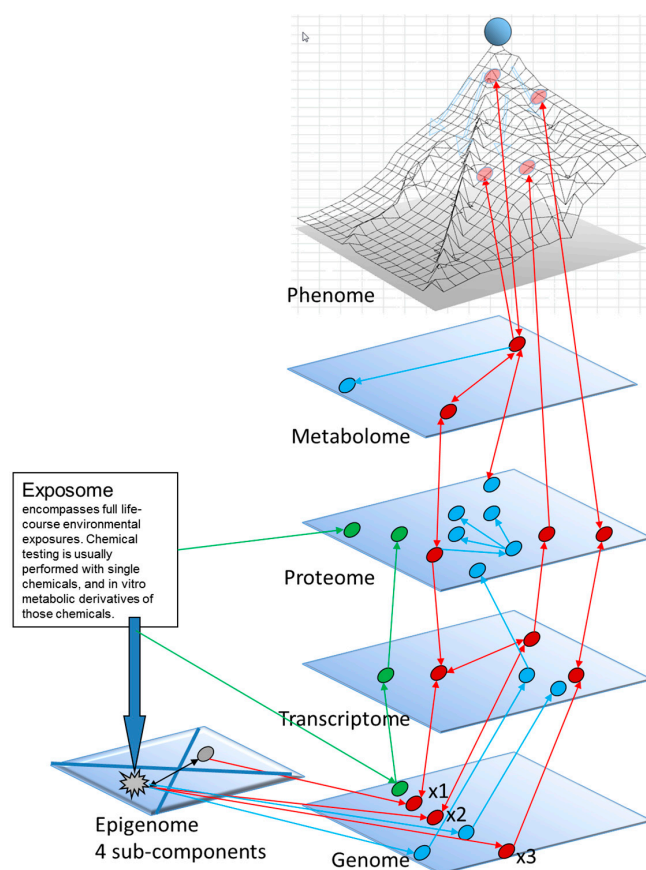 Phenome
Metabolome
Exposome
encompasses full life-
course environmental
exposures. Chemical
testing is usually
performed with single
chemicals, and in vitro
metabolic derivatives of
those chemicals.
Proteome
Transcriptome
x1
x2
x3
Epigenome
4 sub-components
Genome